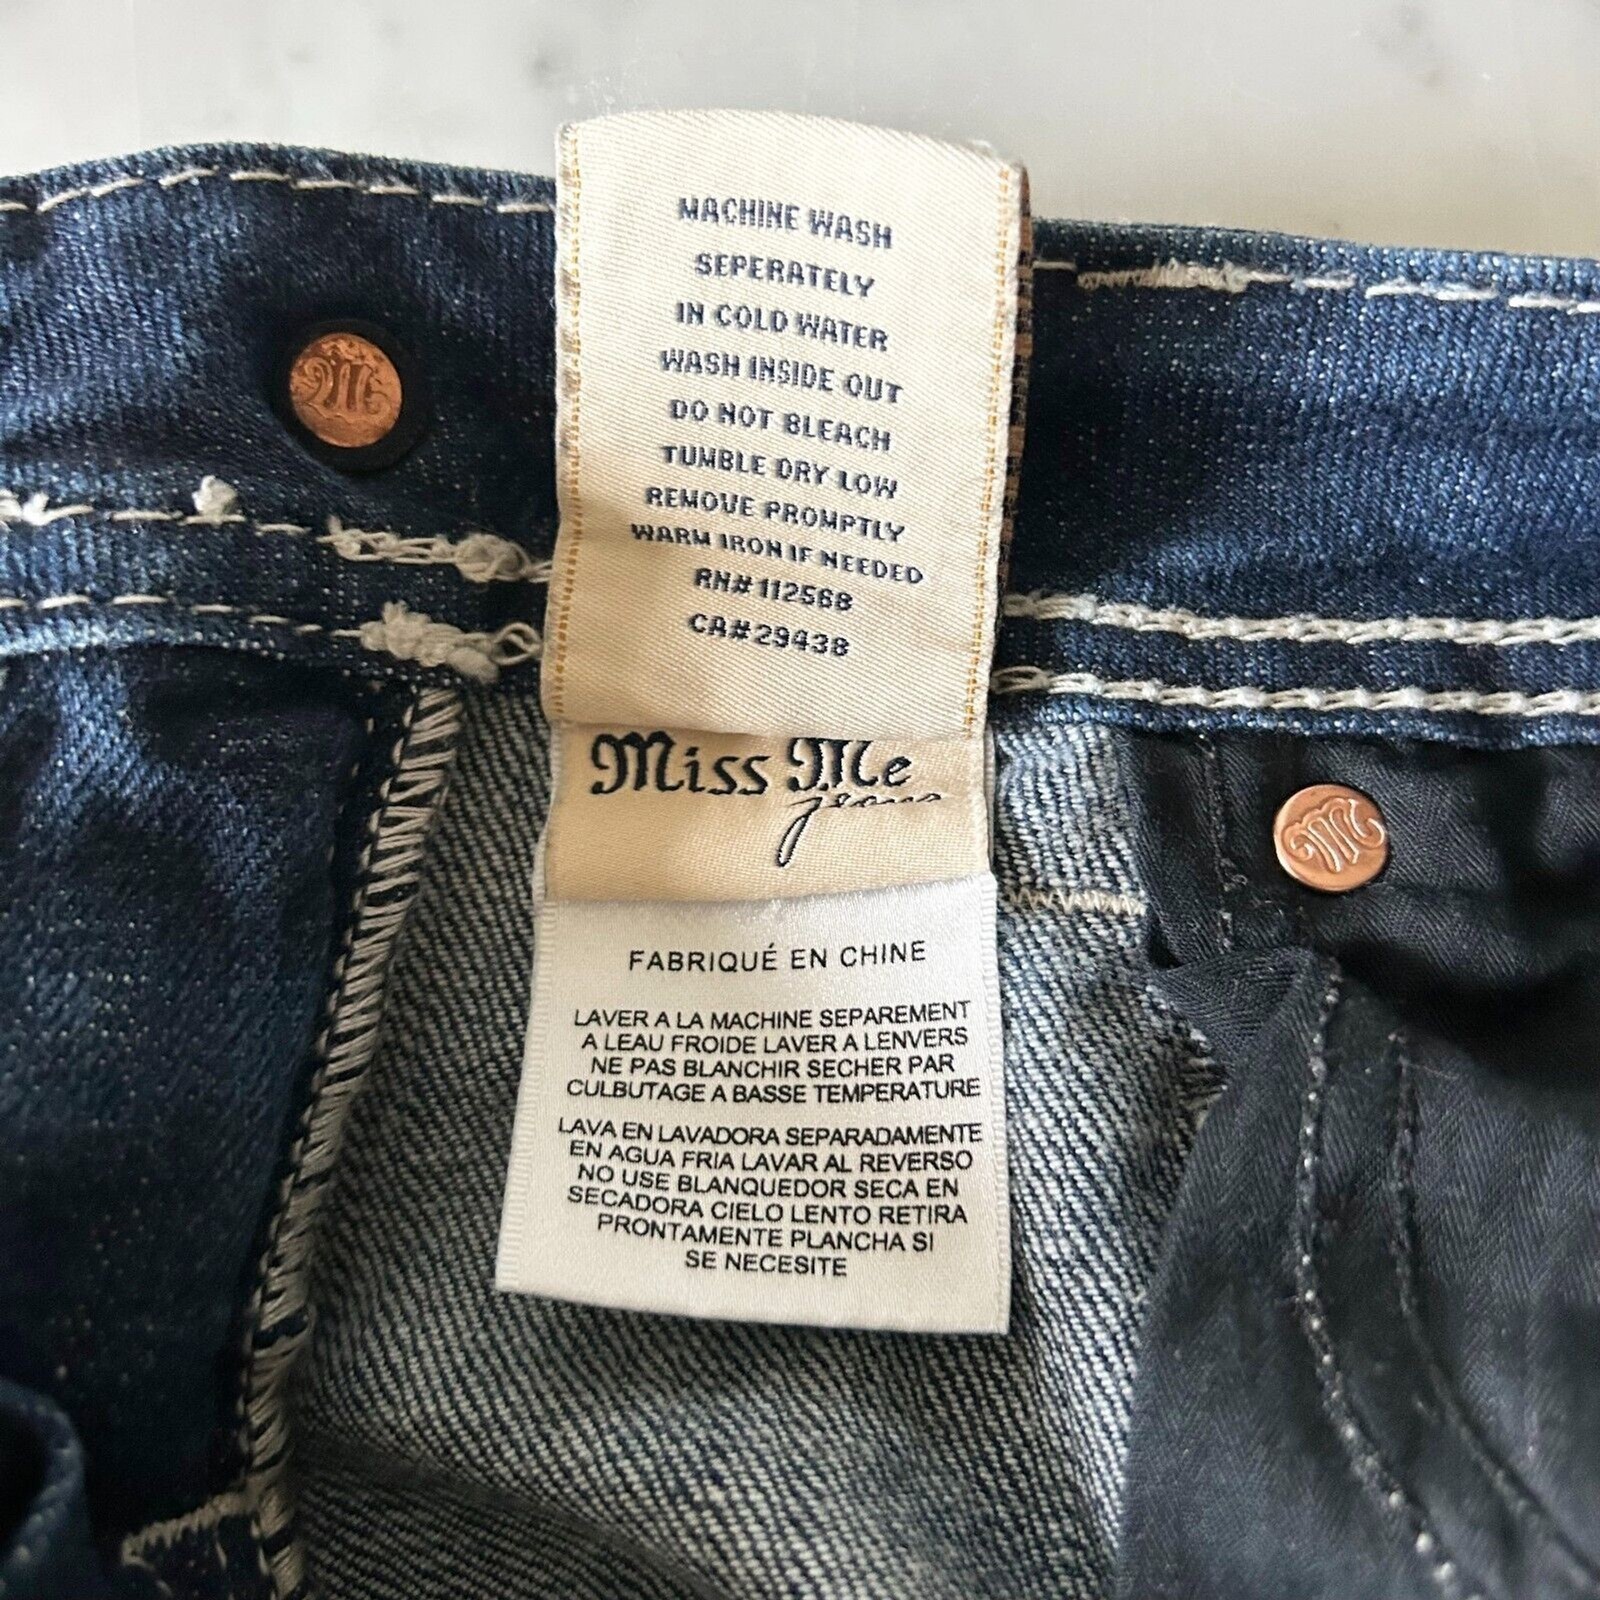 MACHINE WASH
SEPERATELY
IN COLD WATER
WASH INSIDE OUT
DO NOT BLEACH
TUMBLE DRY LOW
REMOVE PROMPTLY
WARM IRON IF NEEDED
RN#112568
CA#29438
Miss Me
jeans
FABRIQUÉ EN CHINE
LAVER A LA MACHINE SEPAREMENT
A LEAU FROIDE LAVER A LENVERS
NE PAS BLANCHIR SECHER PAR
CULBUTAGE A BASSE TEMPERATURE
LAVA EN LAVADORA SEPARADAMENTE
EN AGUA FRIA LAVAR AL REVERSO
NO USE BLANQUEDOR SECA EN
SECADORA CIELO LENTO RETIRA
PRONTAMENTE PLANCHA SI
SE NECESITE
M
M